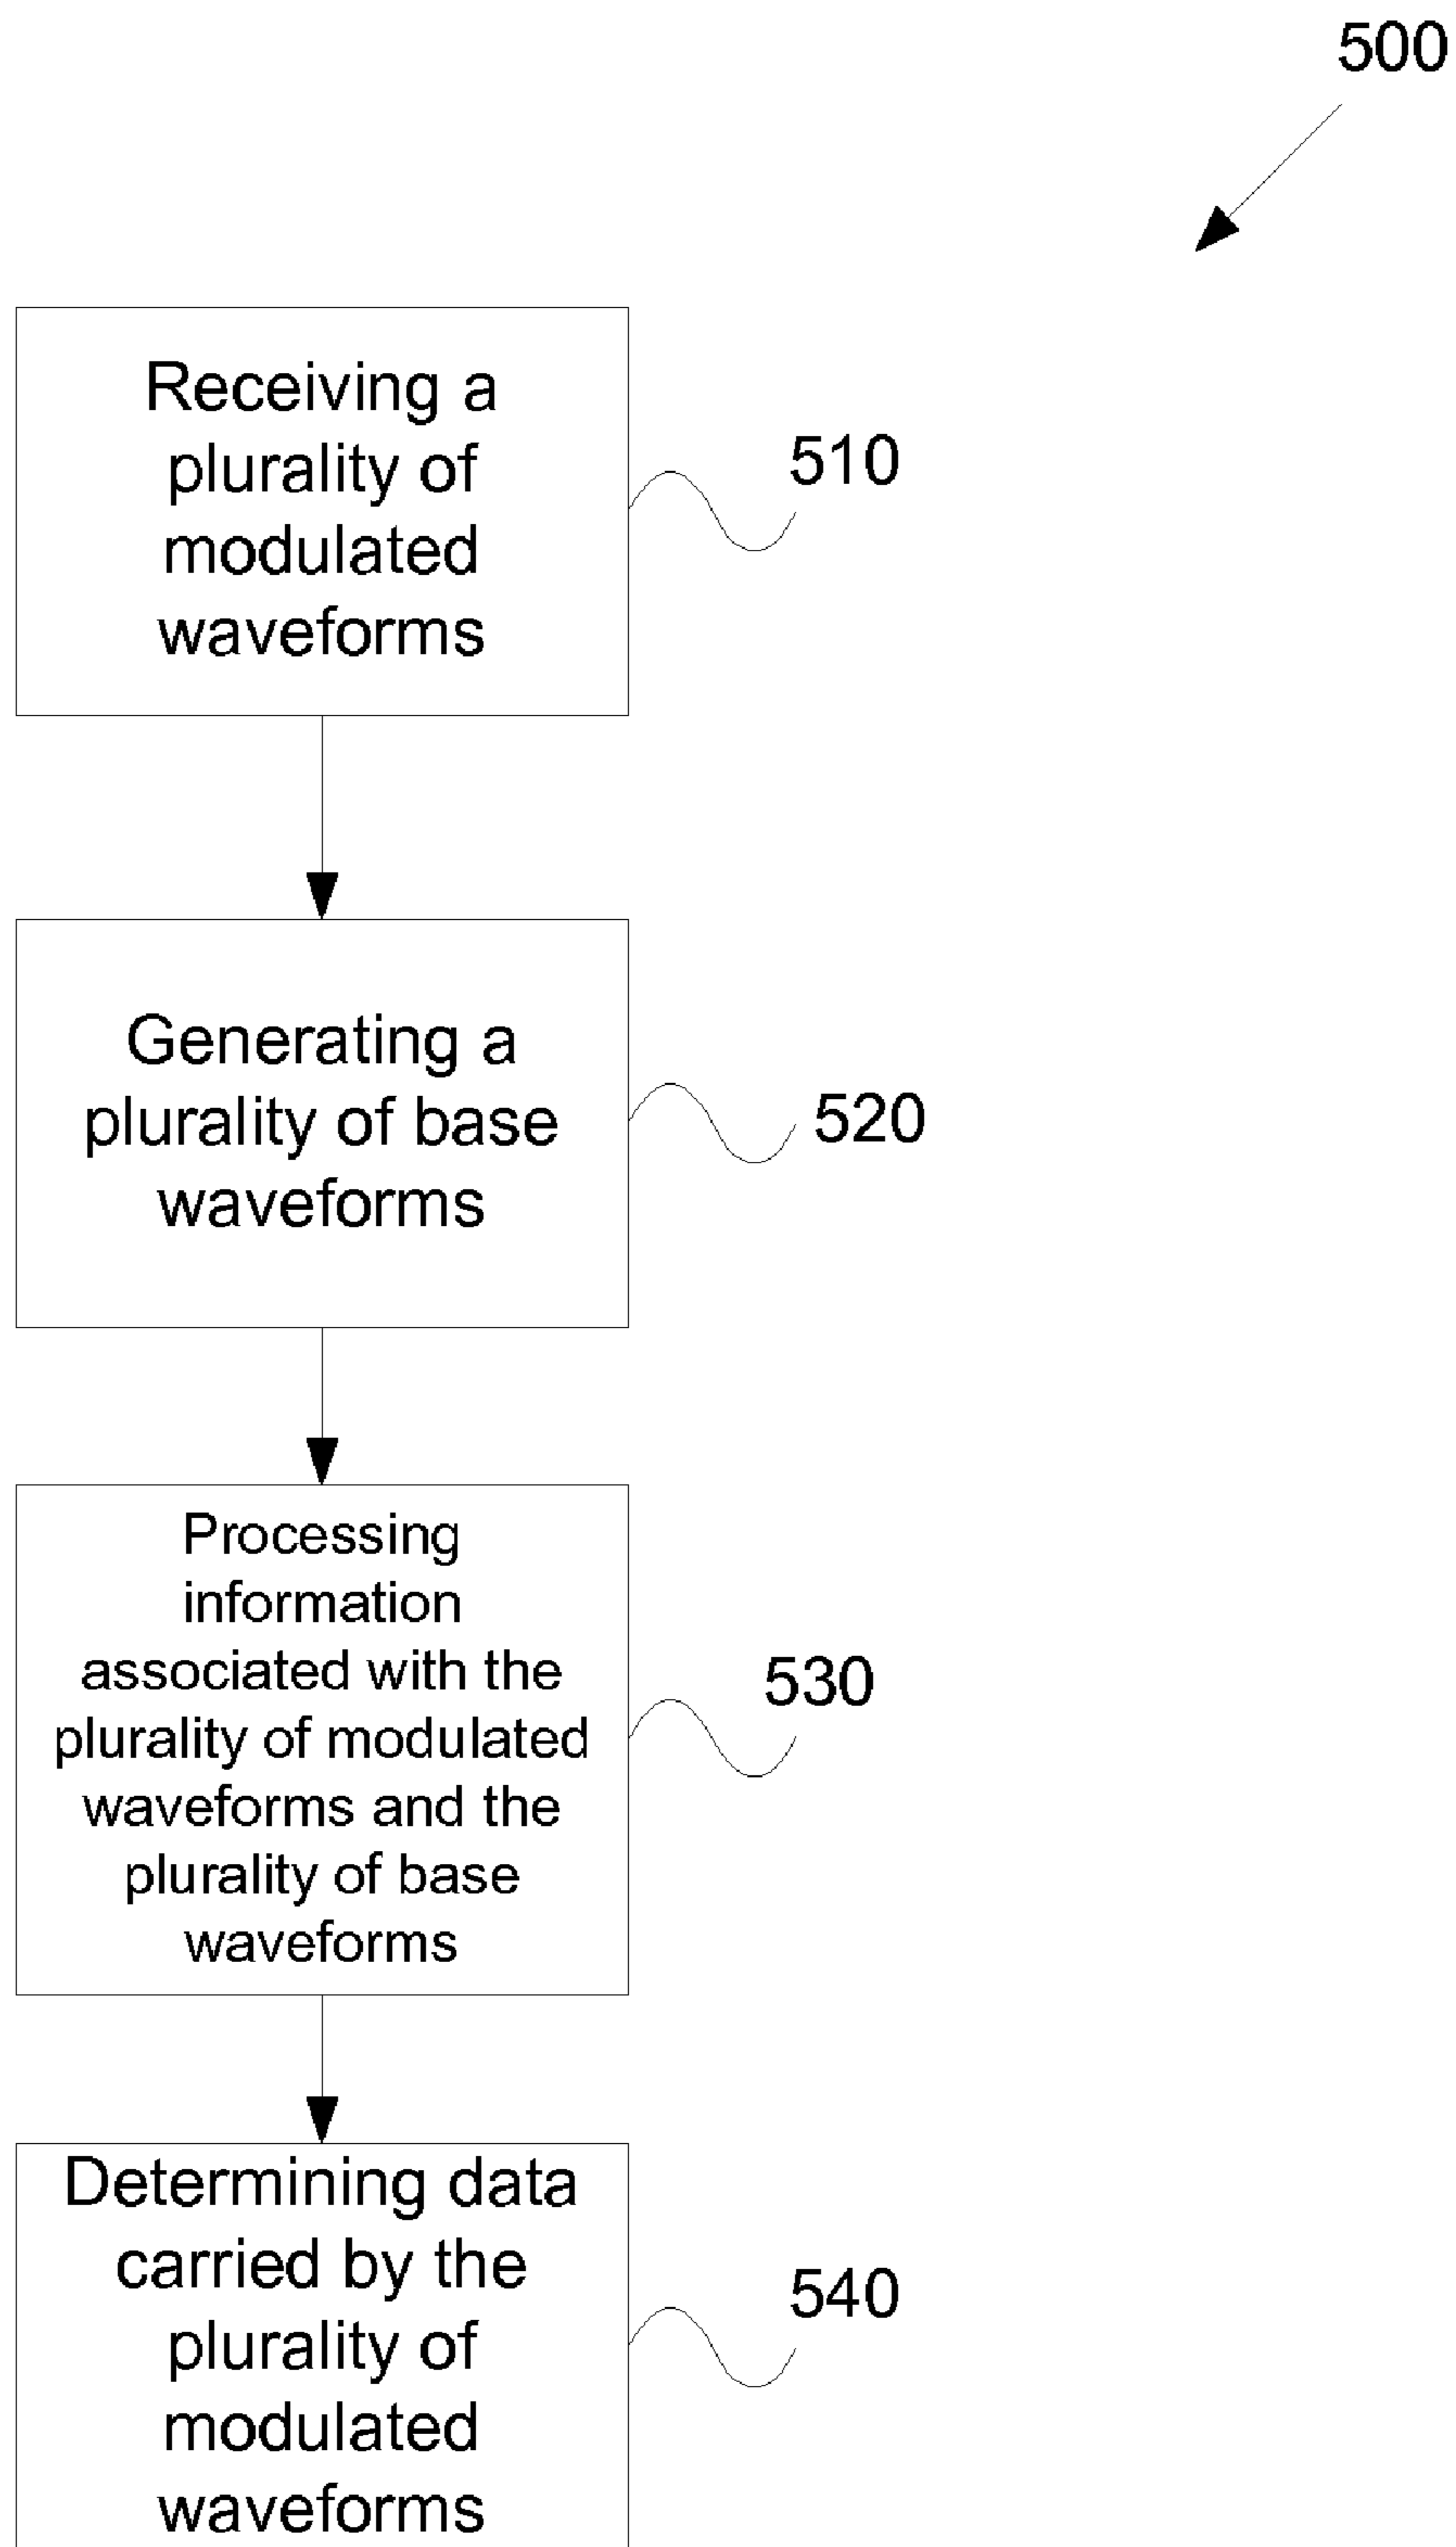 500
Receiving a
plurality of
modulated
waveforms
510
Generating a
plurality of base
waveforms
520
Processing
information
associated with the
plurality of modulated
waveforms and the
plurality of base
waveforms
530
Determining data
carried by the
plurality of
modulated
waveforms
540